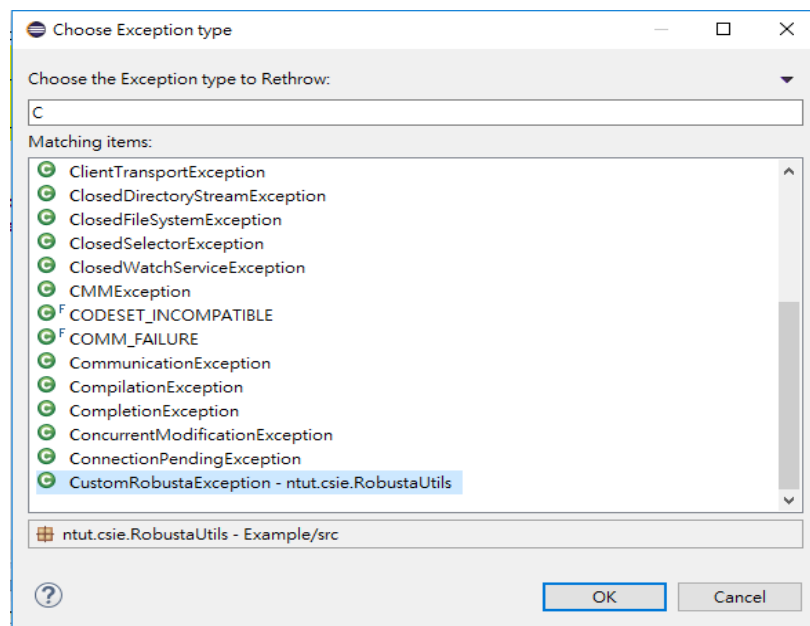 Choose Exception type
Choose the Exception type to Rethrow:
C
Matching items:
C ClientTransportException
C ClosedDirectoryStreamException
C ClosedFileSystemException
C ClosedSelectorException
C ClosedWatchServiceException
C CMMException
C F CODESET_INCOMPATIBLE
C F COMM_FAILURE
C CommunicationException
C CompilationException
C CompletionException
C ConcurrentModificationException
C ConnectionPendingException
C CustomRobustaException - ntut.csie.RobustaUtils
ntut.csie.RobustaUtils - Example/src
? OK Cancel